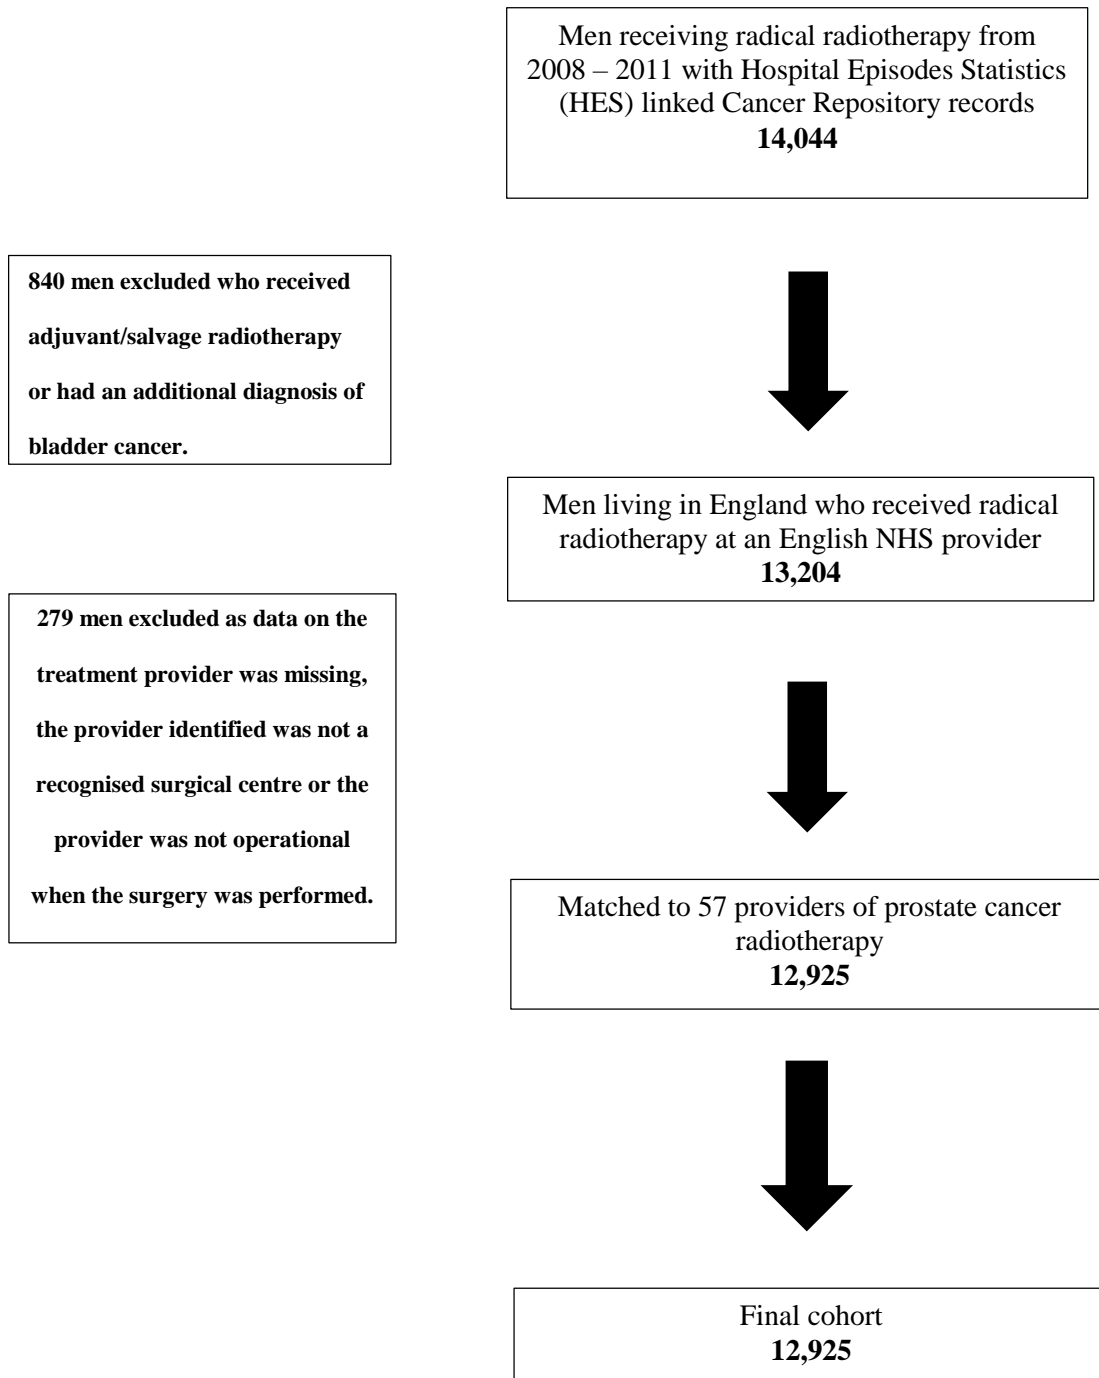 Men receiving radical radiotherapy from
2008 – 2011 with Hospital Episodes Statistics
(HES) linked Cancer Repository records
14,044
840 men excluded who received
adjuvant/salvage radiotherapy
or had an additional diagnosis of
bladder cancer.
Men living in England who received radical
radiotherapy at an English NHS provider
13,204
279 men excluded as data on the
treatment provider was missing,
the provider identified was not a
recognised surgical centre or the
provider was not operational
when the surgery was performed.
Matched to 57 providers of prostate cancer
radiotherapy
12,925
Final cohort
12,925